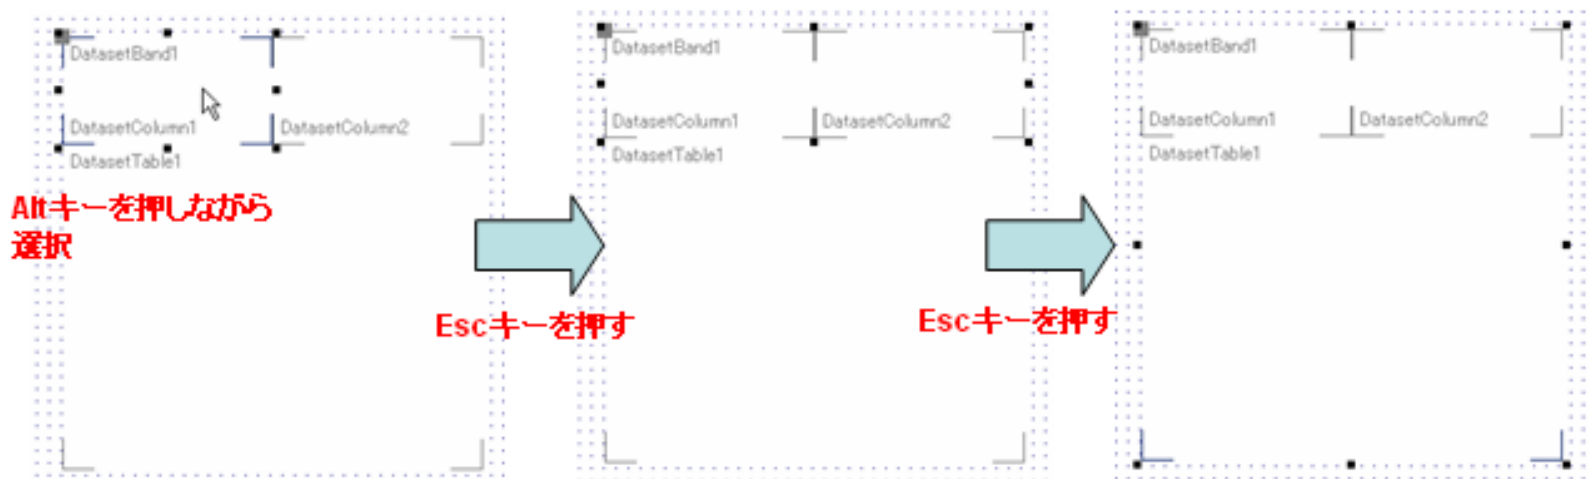 DatasetBand1
DatasetColumn1
DatasetColumn2
DatasetTable1
Altキーを押しながら
選択
Escキーを押す
DatasetBand1
DatasetColumn1
DatasetColumn2
DatasetTable1
Escキーを押す
DatasetBand1
DatasetColumn1
DatasetColumn2
DatasetTable1